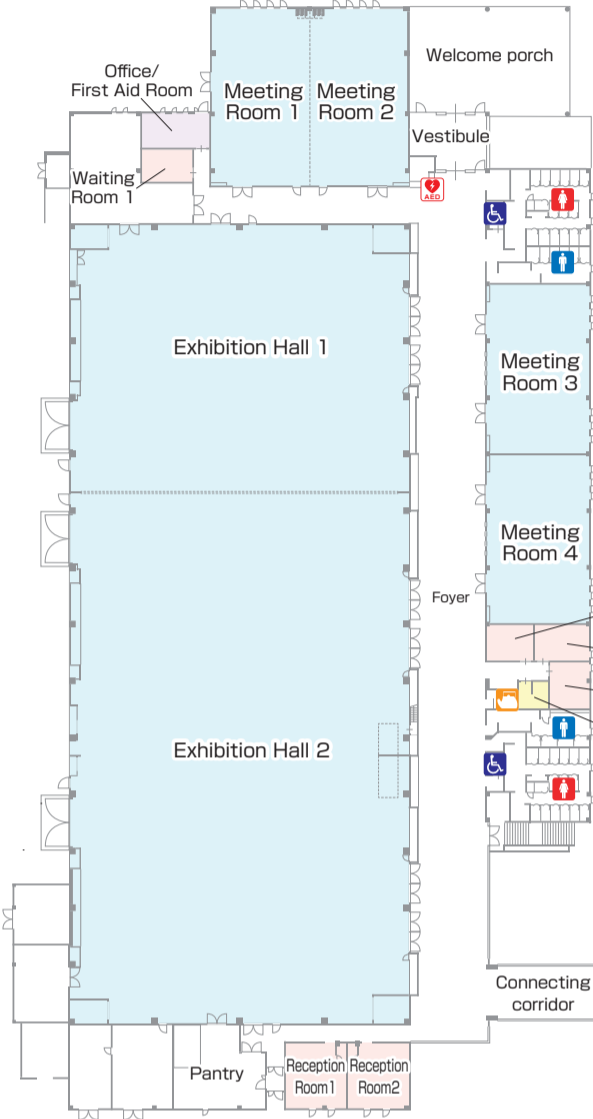 Welcome porch
Office/
First Aid Room
Meeting
Room 1
Meeting
Room 2
Vestibule
Waiting
Room 1
AED
Exhibition Hall 1
Meeting
Room 3
Meeting
Room 4
Foyer
Exhibition Hall 2
Connecting
corridor
Pantry
Reception
Room1
Reception
Room2